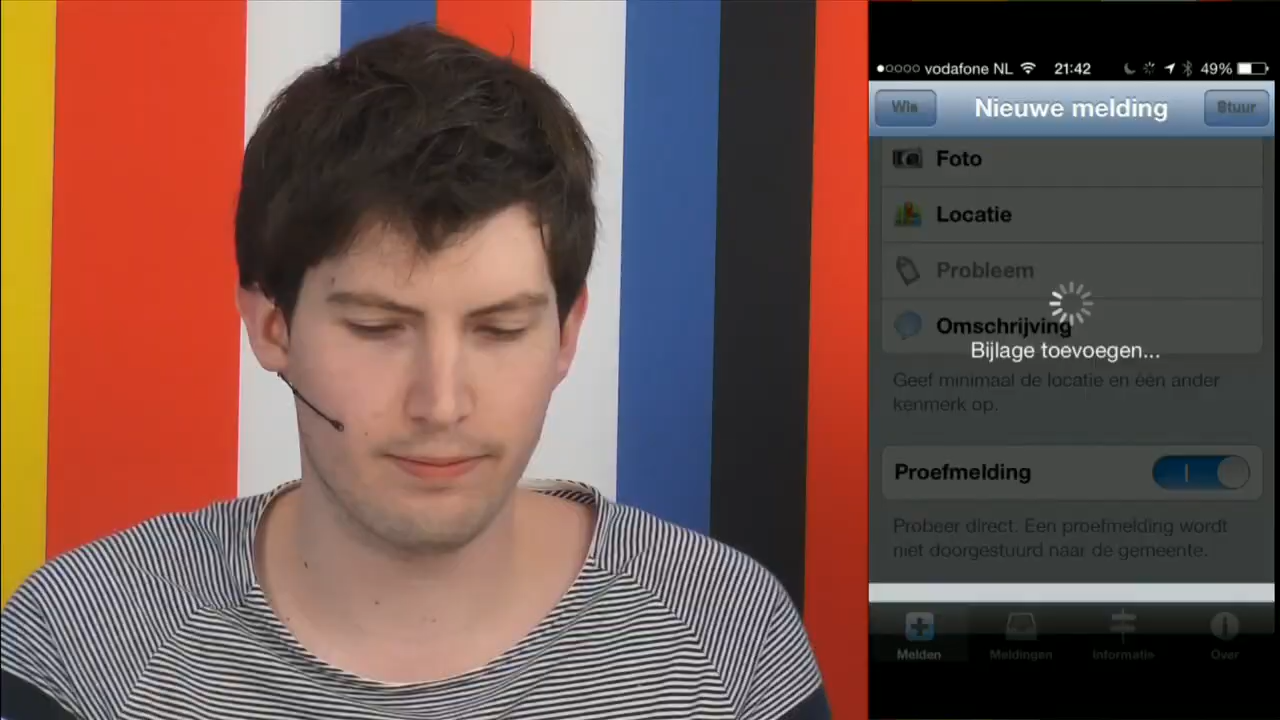 vodafone NL 21:42 49%
Wis Nieuwe melding Stuur
Foto
Locatie
Probleem
Omschrijving
Bijlage toevoegen...
Geef minimaal de locatie en één ander
kenmerk op.
Proefmelding
Probeer direct. Een proefmelding wordt
niet doorgestuurd naar de gemeente.
Melden Meldingen Informatie Over